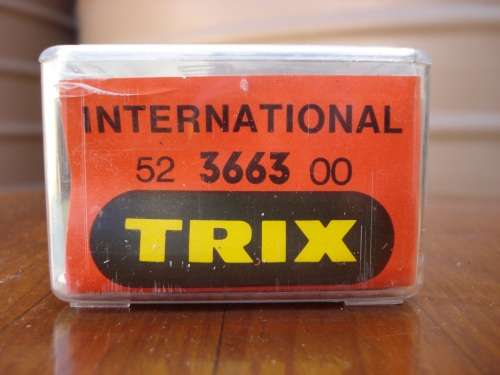 INTERNATIONAL
52 3663 00
TRIX